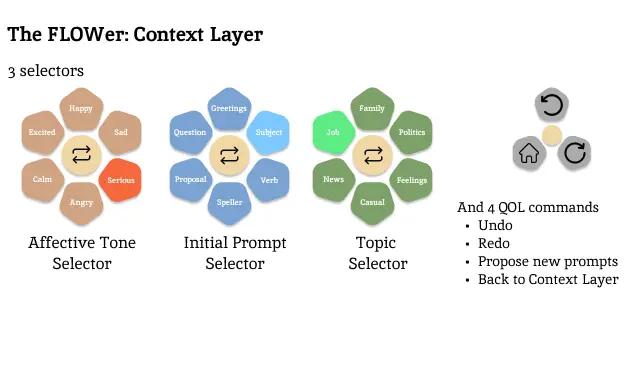 The FLOWer: Context Layer
3 selectors
Happy
Excited
Sad
Calm
Serious
Angry
Affective Tone
Selector
Greetings
Question
Subject
Proposal
Verb
Speller
Initial Prompt
Selector
Family
Job
Politics
News
Feelings
Casual
Topic
Selector
And 4 QOL commands
• Undo
• Redo
• Propose new prompts
• Back to Context Layer